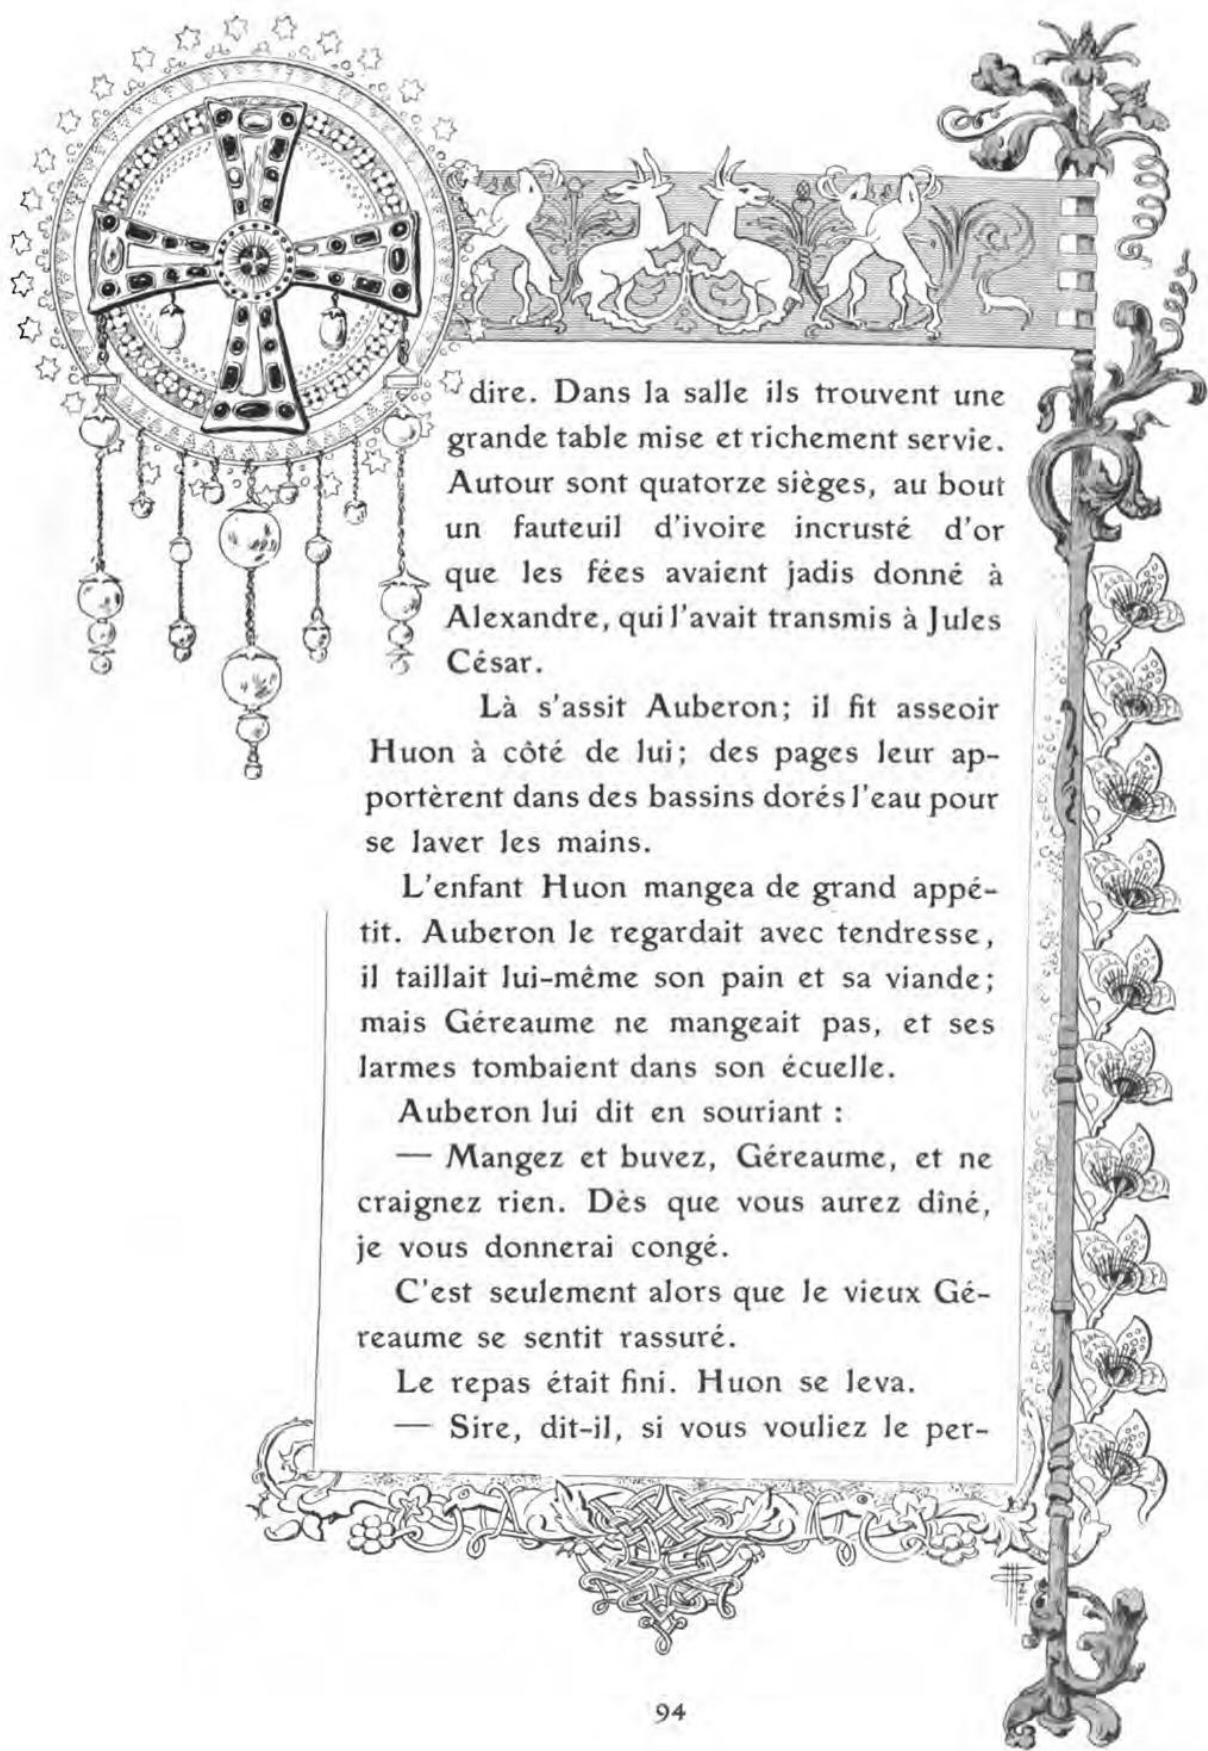 dire. Dans la salle ils trouvent une
grande table mise et richement servie.
Autour sont quatorze sièges, au bout
un fauteuil d'ivoire incrusté d'or
que les fées avaient jadis donné à
Alexandre, qui l'avait transmis à Jules
César.
Là s'assit Auberon; il fit asseoir
Huon à côté de lui; des pages leur ap-
portèrent dans des bassins dorés l'eau pour
se laver les mains.
L'enfant Huon mangea de grand appé-
tit. Auberon le regardait avec tendresse,
il taillait lui-même son pain et sa viande;
mais Géreaume ne mangeait pas, et ses
larmes tombaient dans son écuelle.
Auberon lui dit en souriant :
— Mangez et buvez, Géreaume, et ne
craignez rien. Dès que vous aurez dîné,
je vous donnerai congé.
C'est seulement alors que le vieux Gé-
reaume se sentit rassuré.
Le repas était fini. Huon se leva.
— Sire, dit-il, si vous vouliez le per-
94